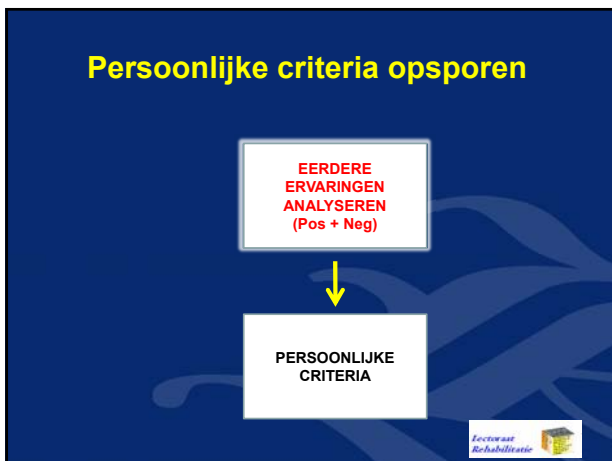 Persoonlijke criteria opsporen
EERDERE
ERVARINGEN
ANALYSEREN
(Pos + Neg)
PERSOONLIJKE
CRITERIA
Lectoraat
Rehabilitatie